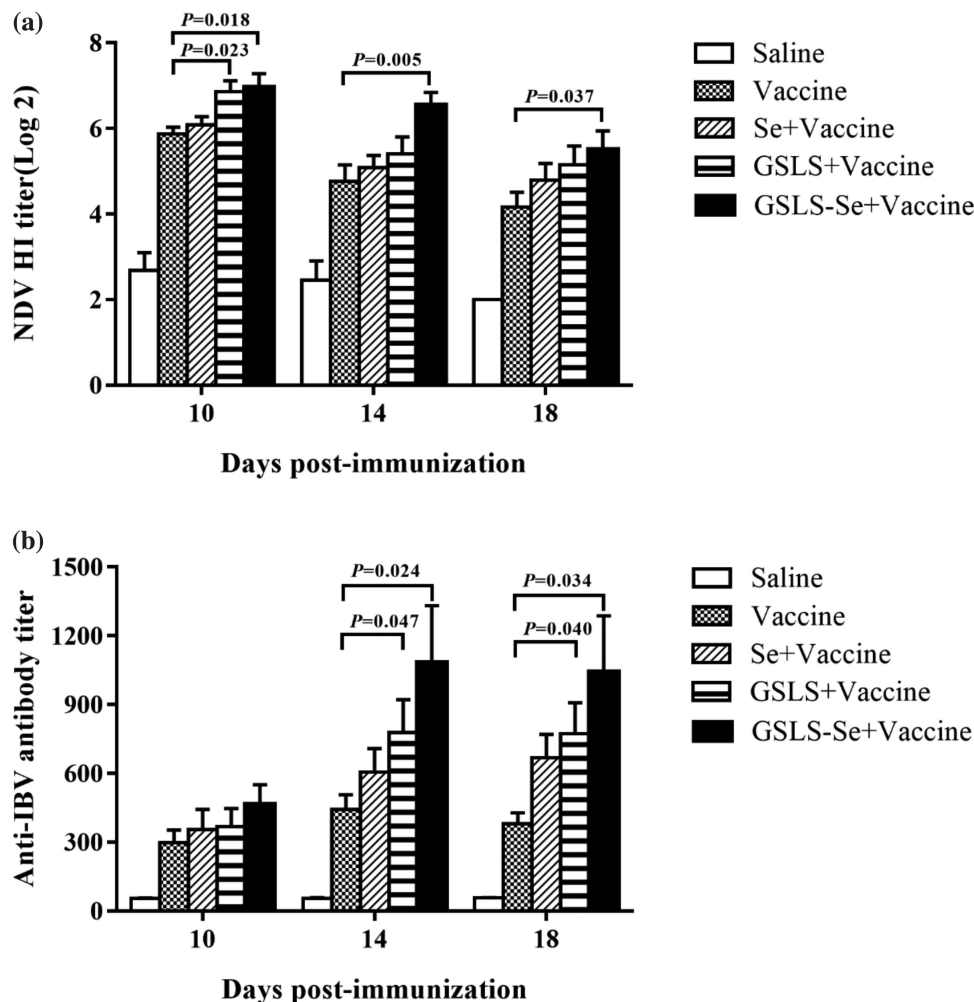 (a)
P=0.018
P=0.023
P=0.005
P=0.037
8
6
4
2
0
NDV HI titer(Log 2)
10
14
18
Days post-immunization
Saline
Vaccine
Se+Vaccine
GSLS+Vaccine
GSLS-Se+Vaccine
(b)
P=0.024
P=0.047
P=0.034
P=0.040
1500
1200
900
600
300
0
Anti-IBV antibody titer
10
14
18
Days post-immunization
Saline
Vaccine
Se+Vaccine
GSLS+Vaccine
GSLS-Se+Vaccine